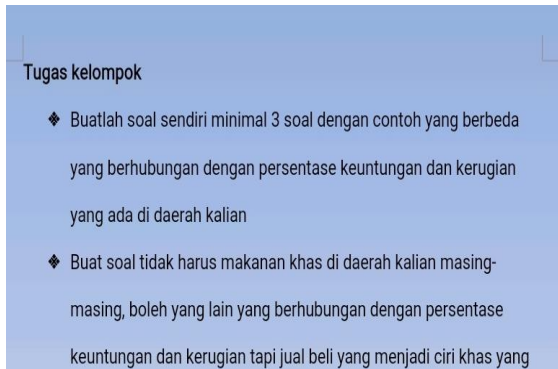 Tugas kelompok
❖ Buatlah soal sendiri minimal 3 soal dengan contoh yang berbeda
yang berhubungan dengan persentase keuntungan dan kerugian
yang ada di daerah kalian
❖ Buat soal tidak harus makanan khas di daerah kalian masing-
masing, boleh yang lain yang berhubungan dengan persentase
keuntungan dan kerugian tapi jual beli yang menjadi ciri khas yang